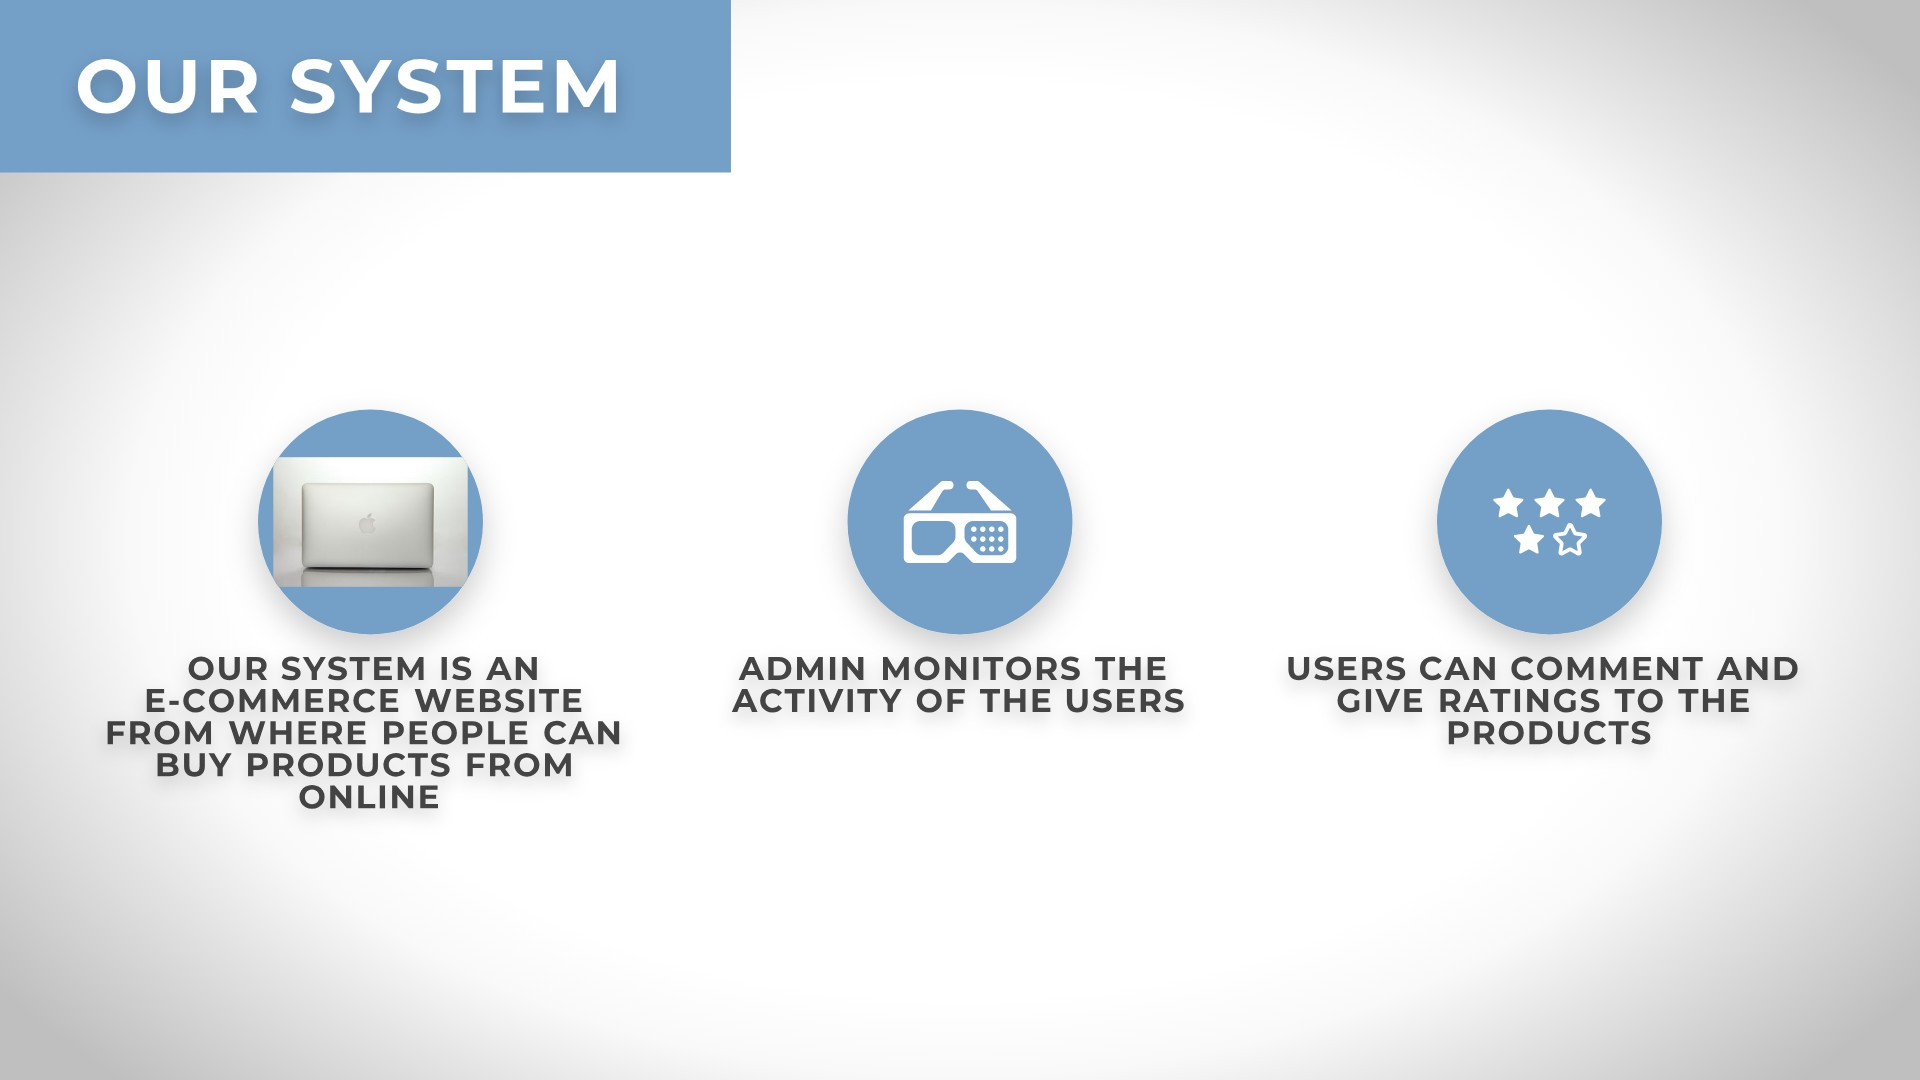 OUR SYSTEM
OUR SYSTEM IS AN
E-COMMERCE WEBSITE
FROM WHERE PEOPLE CAN
BUY PRODUCTS FROM
ONLINE
ADMIN MONITORS THE
ACTIVITY OF THE USERS
USERS CAN COMMENT AND
GIVE RATINGS TO THE
PRODUCTS